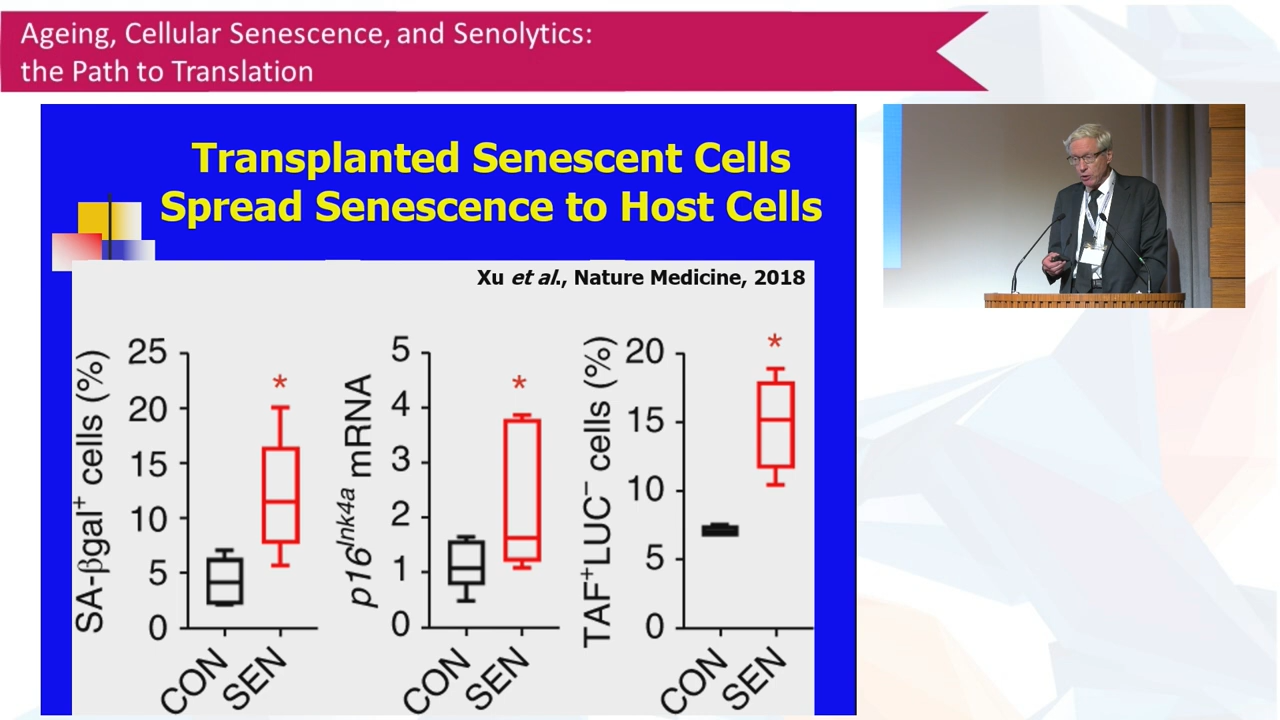 Ageing, Cellular Senescence, and Senolytics:
the Path to Translation
Transplanted Senescent Cells
Spread Senescence to Host Cells
Xu et al., Nature Medicine, 2018
SA-βgal⁺ cells (%)
25
20
15
10
5
0
*
CON
SEN
p16^Ink4a mRNA
5
4
3
2
1
0
*
CON
SEN
TAF⁺LUC⁻ cells (%)
20
15
10
5
0
*
CON
SEN